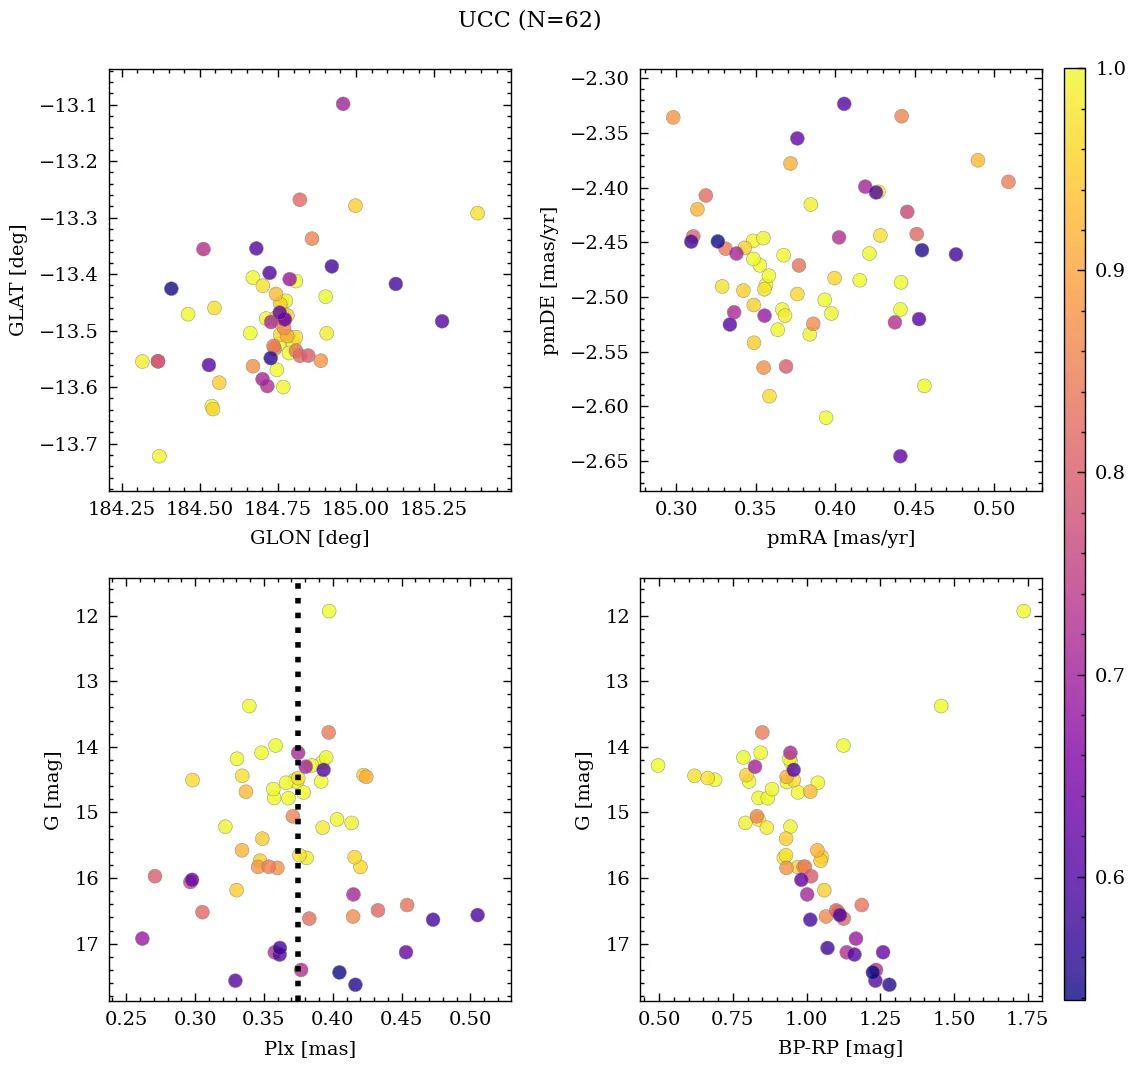 UCC (N=62)
−13.1
−13.2
−13.3
−13.4
−13.5
−13.6
−13.7
GLAT [deg]
184.25 184.50 184.75 185.00 185.25
GLON [deg]
−2.30
−2.35
−2.40
−2.45
−2.50
−2.55
−2.60
−2.65
pmDE [mas/yr]
0.30 0.35 0.40 0.45 0.50
pmRA [mas/yr]
12
13
14
15
16
17
G [mag]
0.25 0.30 0.35 0.40 0.45 0.50
Plx [mas]
12
13
14
15
16
17
G [mag]
0.50 0.75 1.00 1.25 1.50 1.75
BP-RP [mag]
1.0
0.9
0.8
0.7
0.6